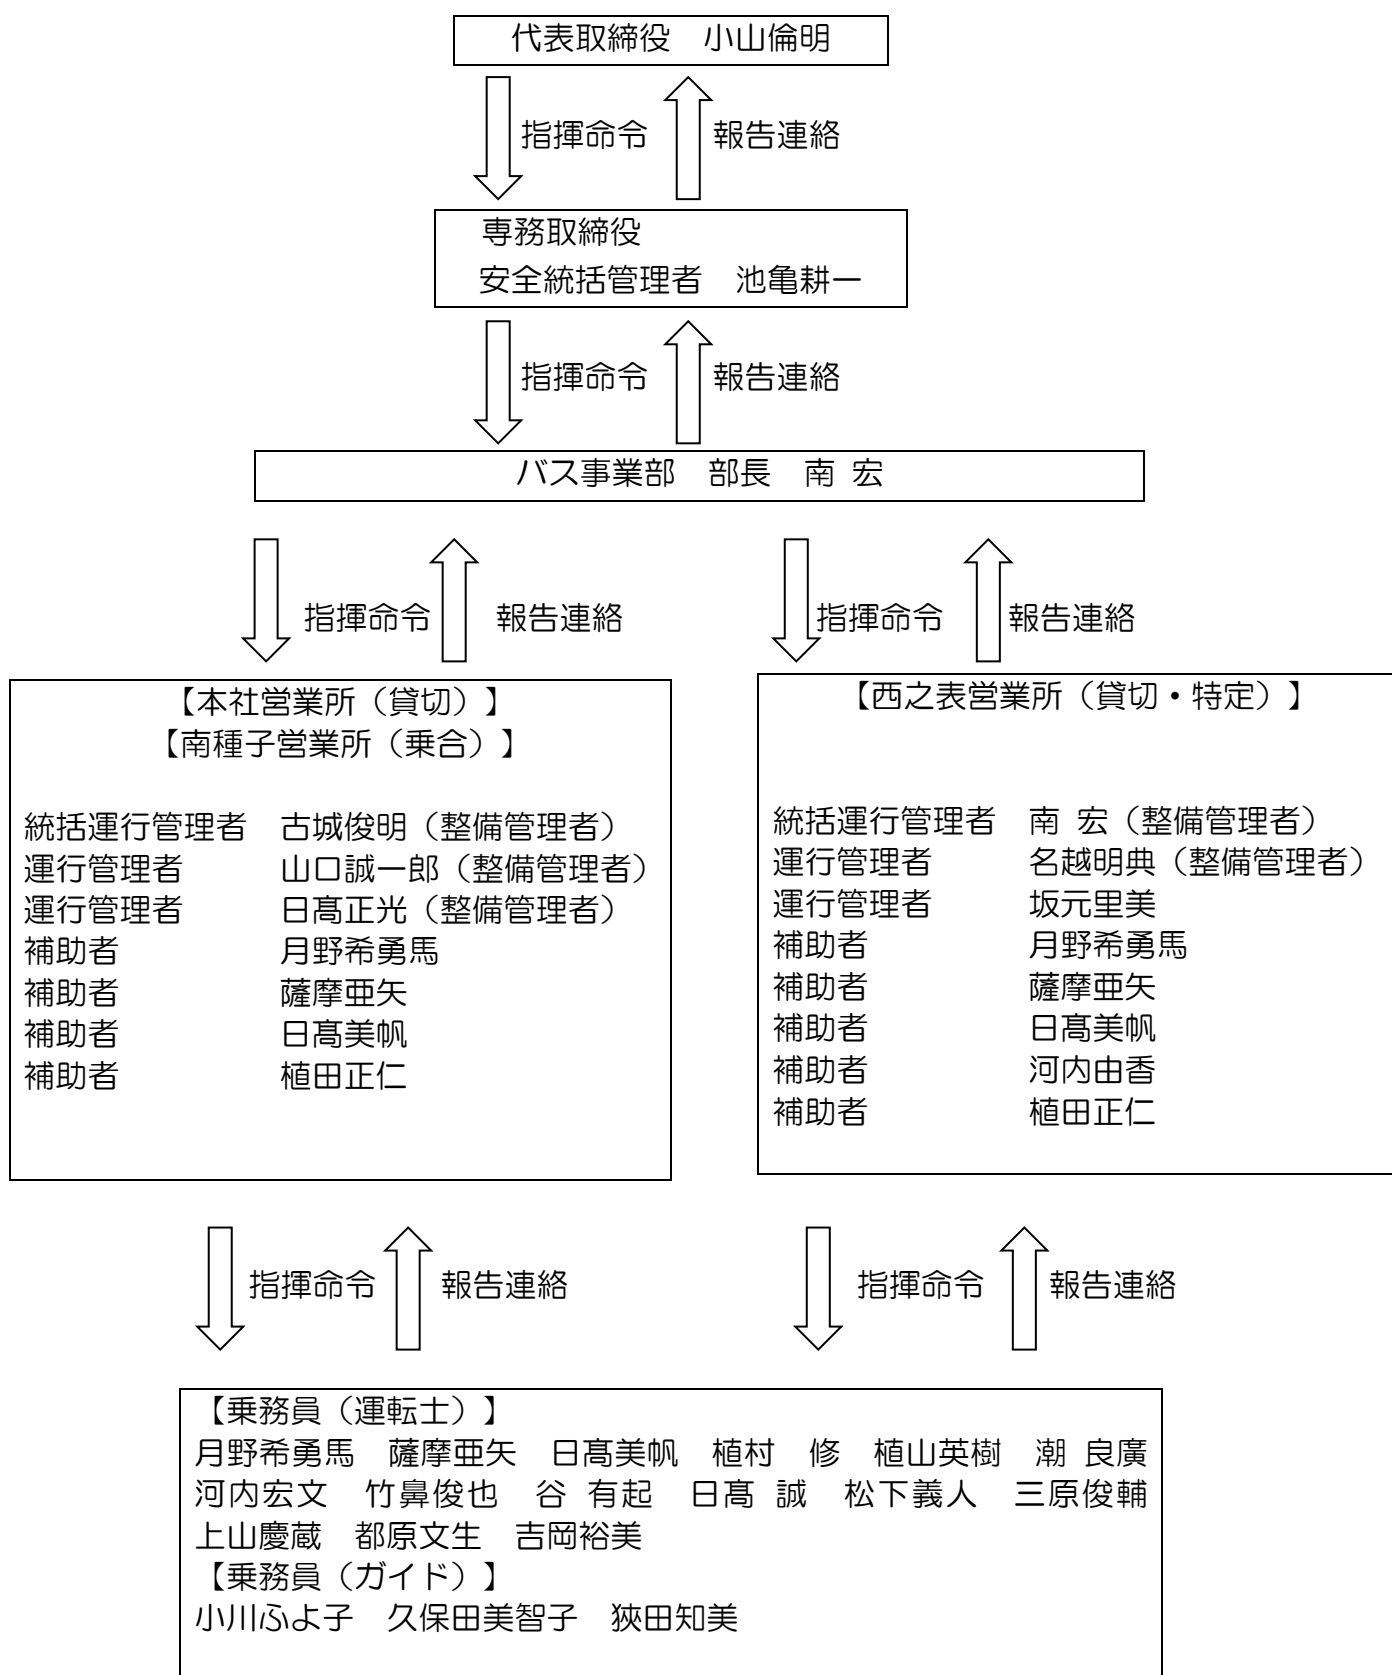 代表取締役　小山倫明
指揮命令　報告連絡
専務取締役
安全統括管理者　池亀耕一
指揮命令　報告連絡
バス事業部　部長　南 宏
指揮命令　報告連絡
指揮命令　報告連絡
【本社営業所（貸切）】
【南種子営業所（乗合）】
統括運行管理者　古城俊明（整備管理者）
運行管理者　山口誠一郎（整備管理者）
運行管理者　日髙正光（整備管理者）
補助者　月野希勇馬
補助者　薩摩亜矢
補助者　日髙美帆
補助者　植田正仁
【西之表営業所（貸切・特定）】
統括運行管理者　南 宏（整備管理者）
運行管理者　名越明典（整備管理者）
運行管理者　坂元里美
補助者　月野希勇馬
補助者　薩摩亜矢
補助者　日髙美帆
補助者　河内由香
補助者　植田正仁
指揮命令　報告連絡
指揮命令　報告連絡
【乗務員（運転士）】
月野希勇馬　薩摩亜矢　日髙美帆　植村　修　植山英樹　潮 良廣
河内宏文　竹鼻俊也　谷 有起　日髙 誠　松下義人　三原俊輔
上山慶蔵　都原文生　吉岡裕美
【乗務員（ガイド）】
小川ふよ子　久保田美智子　狹田知美